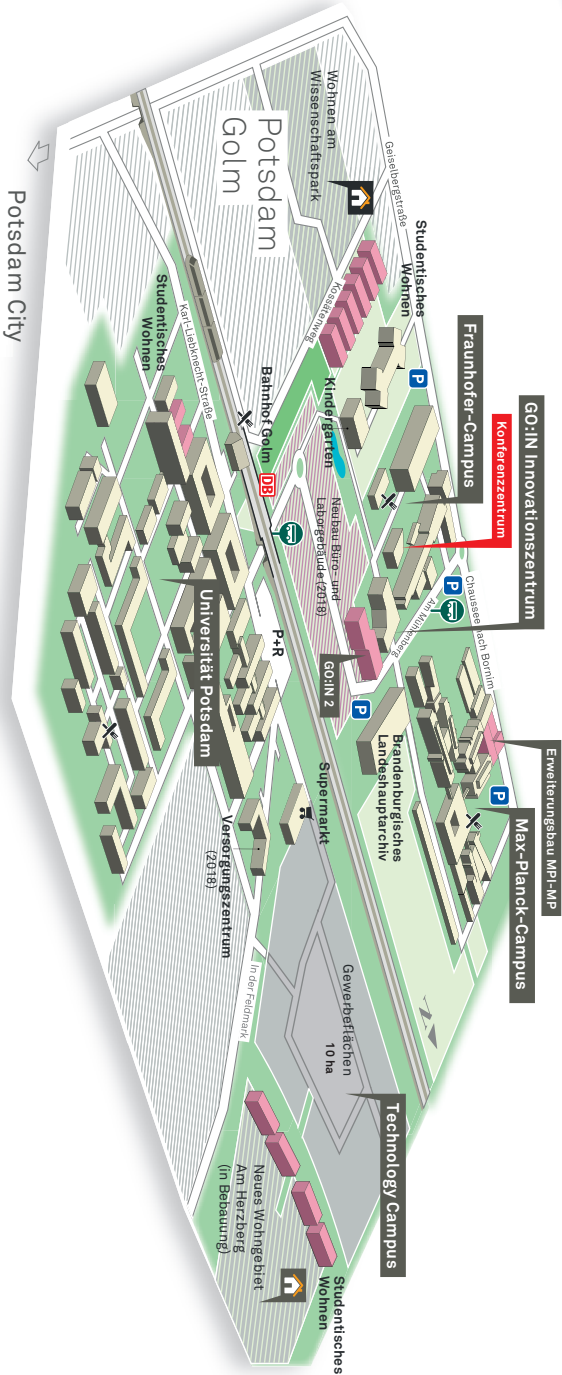 Wohnen am
Wissenschaftspark
Geiselbergstraße
Potsdam
Golm
Potsdam City
Studentisches
Wohnen
Kossätenweg
Fraunhofer-Campus
Konferenzzentrum
GO:IN Innovationszentrum
P
Kindergarten
Bahnhof Golm
DB
Karl-Liebknecht-Straße
Studentisches
Wohnen
Neubau Büro- und
Laborgebäude (2018)
P
Am Mühlenberg
Chaussee nach Bornim
GO:IN 2
P
P+R
Universität Potsdam
Erweiterungsbau MPI-MP
P
Max-Planck-Campus
Brandenburgisches
Landeshauptarchiv
Supermarkt
Versorgungszentrum
(2018)
In der Feldmark
N
Gewerbeflächen
10 ha
Technology Campus
Neues Wohngebiet
Am Herzberg
(in Bebauung)
Studentisches
Wohnen